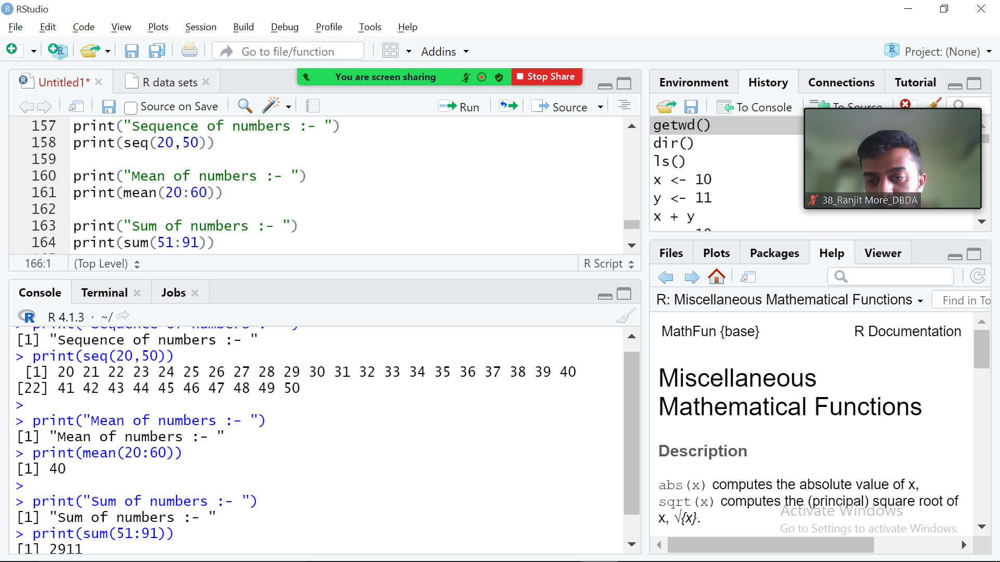 RStudio
File Edit Code View Plots Session Build Debug Profile Tools Help
Go to file/function
Addins
Project: (None)
Untitled1*
R data sets
You are screen sharing
Stop Share
Source on Save
Run
Source
157 print("Sequence of numbers :- ")
158 print(seq(20,50))
159
160 print("Mean of numbers :- ")
161 print(mean(20:60))
162
163 print("Sum of numbers :- ")
164 print(sum(51:91))
166:1 (Top Level) R Script
Console Terminal Jobs
R 4.1.3 · ~/
> print("Sequence of numbers :- ")
[1] "Sequence of numbers :- "
> print(seq(20,50))
[1] 20 21 22 23 24 25 26 27 28 29 30 31 32 33 34 35 36 37 38 39 40
[22] 41 42 43 44 45 46 47 48 49 50
>
> print("Mean of numbers :- ")
[1] "Mean of numbers :- "
> print(mean(20:60))
[1] 40
>
> print("Sum of numbers :- ")
[1] "Sum of numbers :- "
> print(sum(51:91))
[1] 2911
Environment History Connections Tutorial
To Console To Source
getwd()
dir()
ls()
x <- 10
y <- 11
x + y
38_Ranjit More_DBDA
Files Plots Packages Help Viewer
R: Miscellaneous Mathematical Functions
Find in To
MathFun {base} R Documentation
Miscellaneous
Mathematical Functions
Description
abs(x) computes the absolute value of x,
sqrt(x) computes the (principal) square root of
x, √{x}.
Activate Windows
Go to Settings to activate Windows.